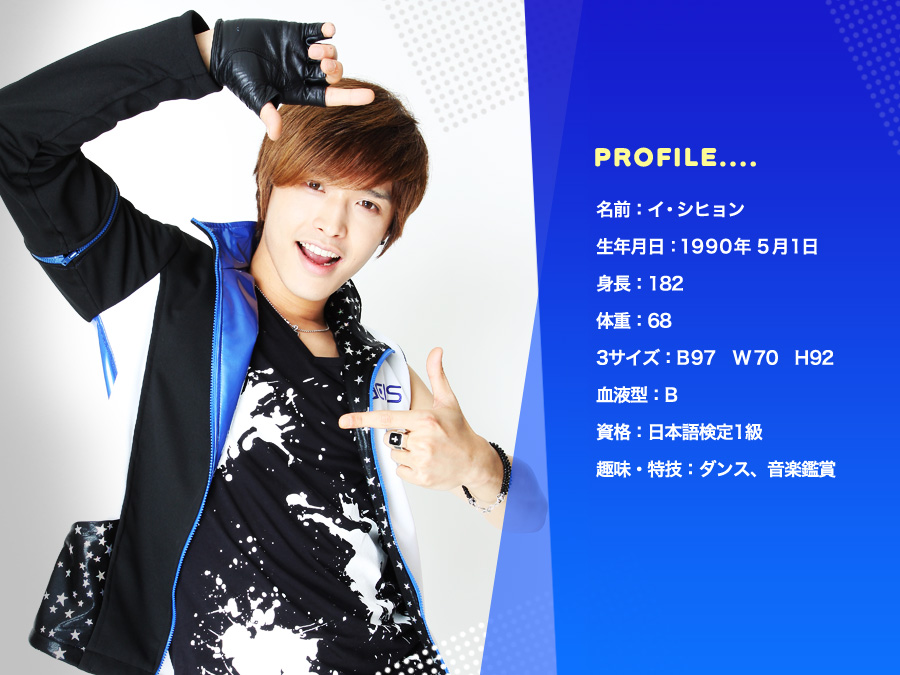 PROFILE....
名前：イ・シヒョン
生年月日：1990年 5月1日
身長：182
体重：68
3サイズ：B97　W70　H92
血液型：B
資格：日本語検定1級
趣味・特技：ダンス、音楽鑑賞